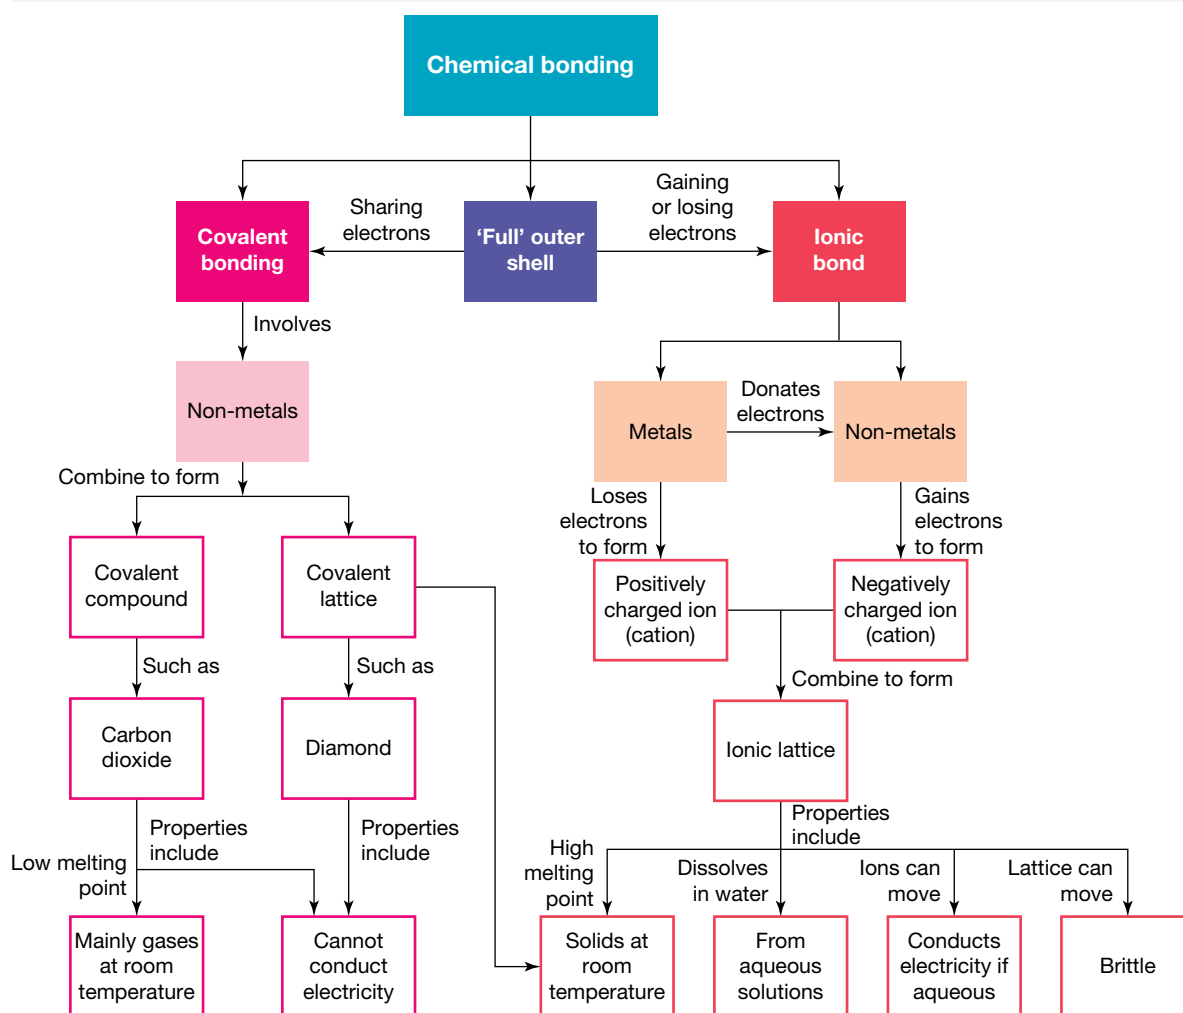 Chemical bonding
Sharing
electrons
Gaining
or losing
electrons
Covalent
bonding
‘Full’ outer
shell
Ionic
bond
Involves
Non-metals
Donates
electrons
Metals
Non-metals
Combine to form
Loses
electrons
to form
Gains
electrons
to form
Covalent
compound
Covalent
lattice
Positively
charged ion
(cation)
Negatively
charged ion
(cation)
Such as
Such as
Combine to form
Carbon
dioxide
Diamond
Ionic lattice
Properties
include
Properties
include
Properties
include
Low melting
point
High
melting
point
Dissolves
in water
Ions can
move
Lattice can
move
Mainly gases
at room
temperature
Cannot
conduct
electricity
Solids at
room
temperature
From
aqueous
solutions
Conducts
electricity if
aqueous
Brittle